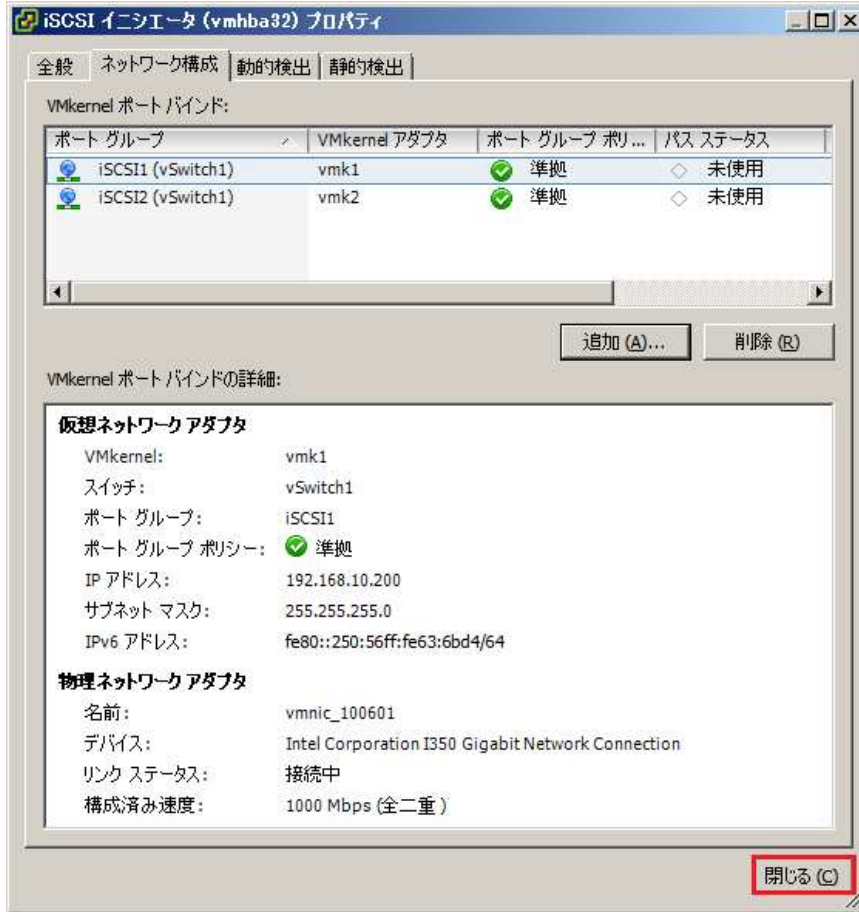 iSCSI イニシエータ (vmhba32) プロパティ
全般 ネットワーク構成 動的検出 静的検出
VMkernel ポート バインド:
ポート グループ VMkernel アダプタ ポート グループ ポリ... パス ステータス
iSCSI1 (vSwitch1) vmk1 準拠 未使用
iSCSI2 (vSwitch1) vmk2 準拠 未使用
追加 (A)... 削除 (R)
VMkernel ポート バインドの詳細:
仮想ネットワーク アダプタ
VMkernel: vmk1
スイッチ: vSwitch1
ポート グループ: iSCSI1
ポート グループ ポリシー: 準拠
IP アドレス: 192.168.10.200
サブネット マスク: 255.255.255.0
IPv6 アドレス: fe80::250:56ff:fe63:6bd4/64
物理ネットワーク アダプタ
名前: vmnic_100601
デバイス: Intel Corporation I350 Gigabit Network Connection
リンク ステータス: 接続中
構成済み速度: 1000 Mbps (全二重 )
閉じる (C)